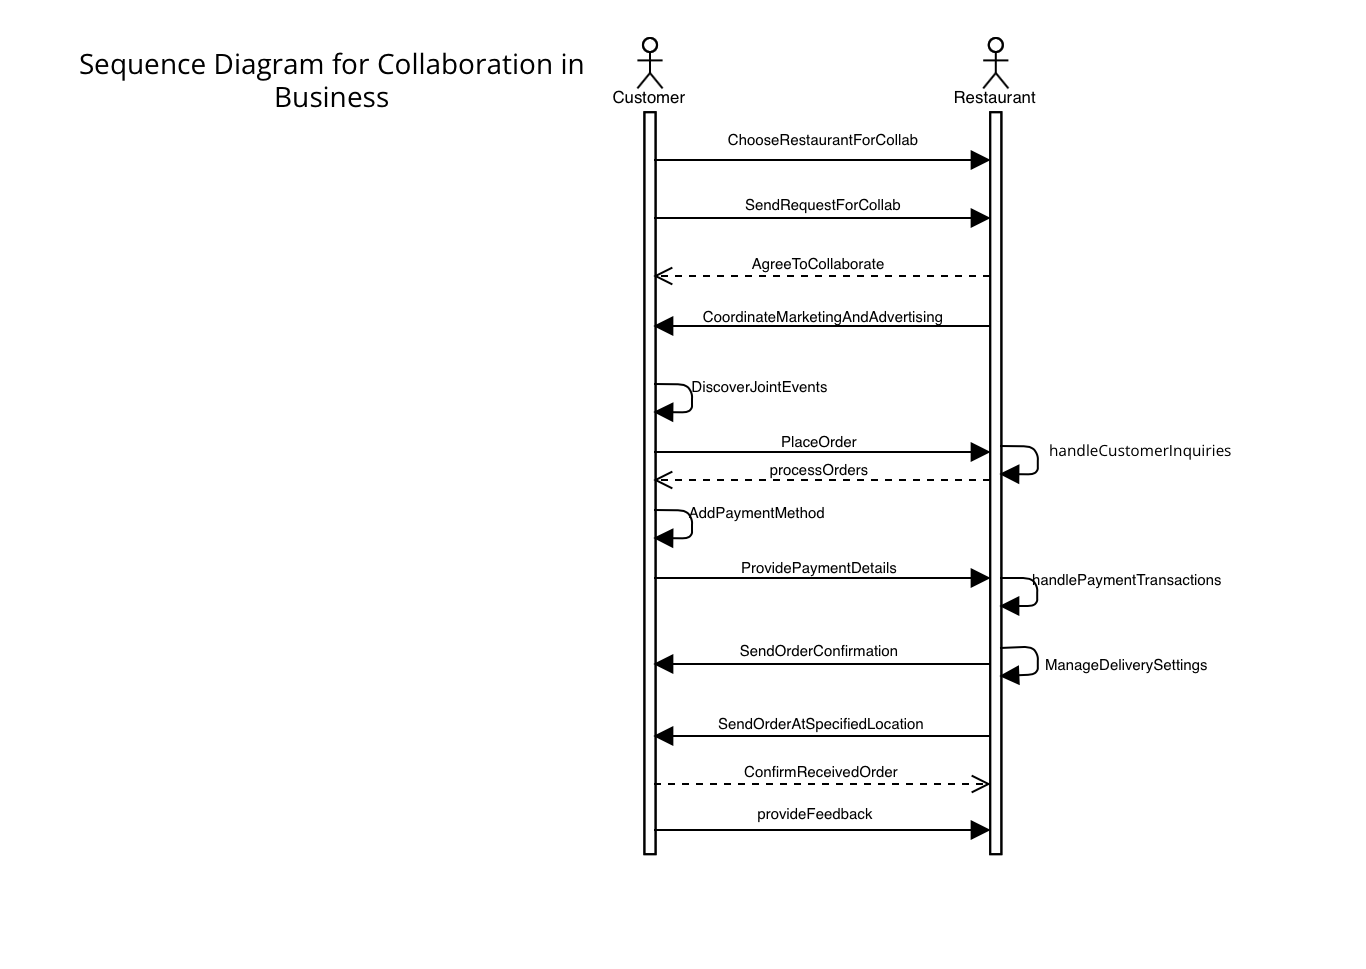 Sequence Diagram for Collaboration in
Business
Customer
Restaurant
ChooseRestaurantForCollab
SendRequestForCollab
AgreeToCollaborate
CoordinateMarketingAndAdvertising
DiscoverJointEvents
PlaceOrder
handleCustomerInquiries
processOrders
AddPaymentMethod
ProvidePaymentDetails
handlePaymentTransactions
SendOrderConfirmation
ManageDeliverySettings
SendOrderAtSpecifiedLocation
ConfirmReceivedOrder
provideFeedback